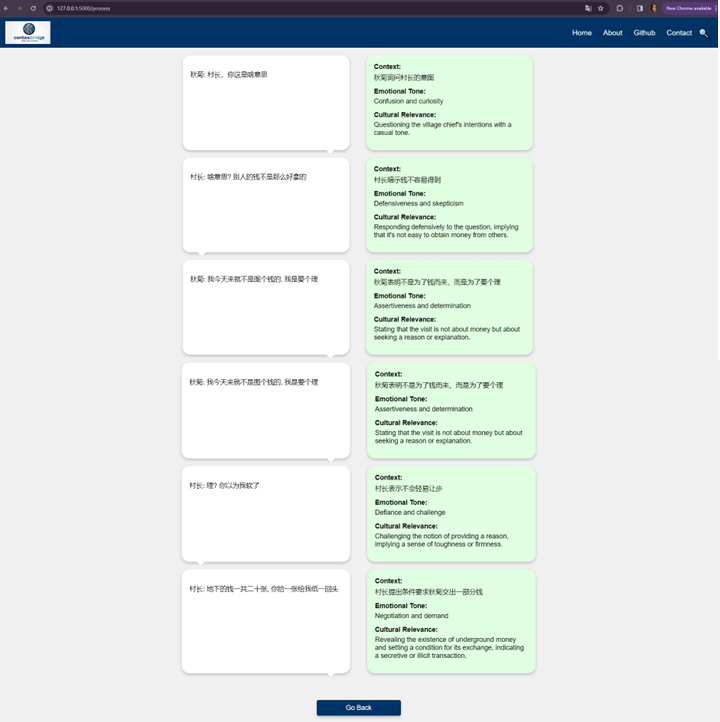 127.0.0.1:5000/process
New Chrome available
contexbridge
Home
About
Github
Contact
秋菊: 村长，你这是啥意思
Context:
秋菊询问村长的意图
Emotional Tone:
Confusion and curiosity
Cultural Relevance:
Questioning the village chief's intentions with a
casual tone.
村长: 啥意思? 别人的钱不是那么好拿的
Context:
村长暗示钱不容易得到
Emotional Tone:
Defensiveness and skepticism
Cultural Relevance:
Responding defensively to the question, implying
that it's not easy to obtain money from others.
秋菊: 我今天来就不是图个钱的, 我是要个理
Context:
秋菊表明不是为了钱而来，而是为了要个理
Emotional Tone:
Assertiveness and determination
Cultural Relevance:
Stating that the visit is not about money but about
seeking a reason or explanation.
秋菊: 我今天来就不是图个钱的, 我是要个理
Context:
秋菊表明不是为了钱而来，而是为了要个理
Emotional Tone:
Assertiveness and determination
Cultural Relevance:
Stating that the visit is not about money but about
seeking a reason or explanation.
村长: 理? 你以为我软了
Context:
村长表示不会轻易让步
Emotional Tone:
Defiance and challenge
Cultural Relevance:
Challenging the notion of providing a reason,
implying a sense of toughness or firmness.
村长: 地下的钱一共二十张, 你拾一张给我低一回头
Context:
村长提出条件要求秋菊交出一部分钱
Emotional Tone:
Negotiation and demand
Cultural Relevance:
Revealing the existence of underground money
and setting a condition for its exchange, indicating
a secretive or illicit transaction.
Go Back